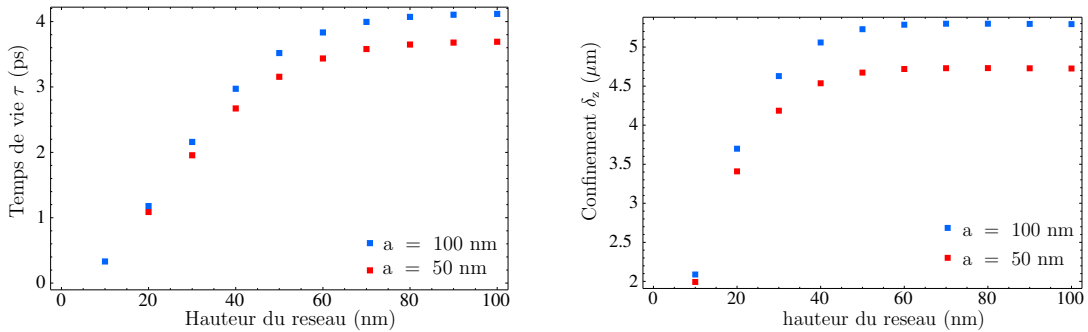 Temps de vie τ (ps)
4
3
2
1
0
a = 100 nm
a = 50 nm
0 20 40 60 80 100
Hauteur du reseau (nm)
Confinement δz (μm)
5
4.5
4
3.5
3
2.5
2
a = 100 nm
a = 50 nm
0 20 40 60 80 100
hauteur du reseau (nm)